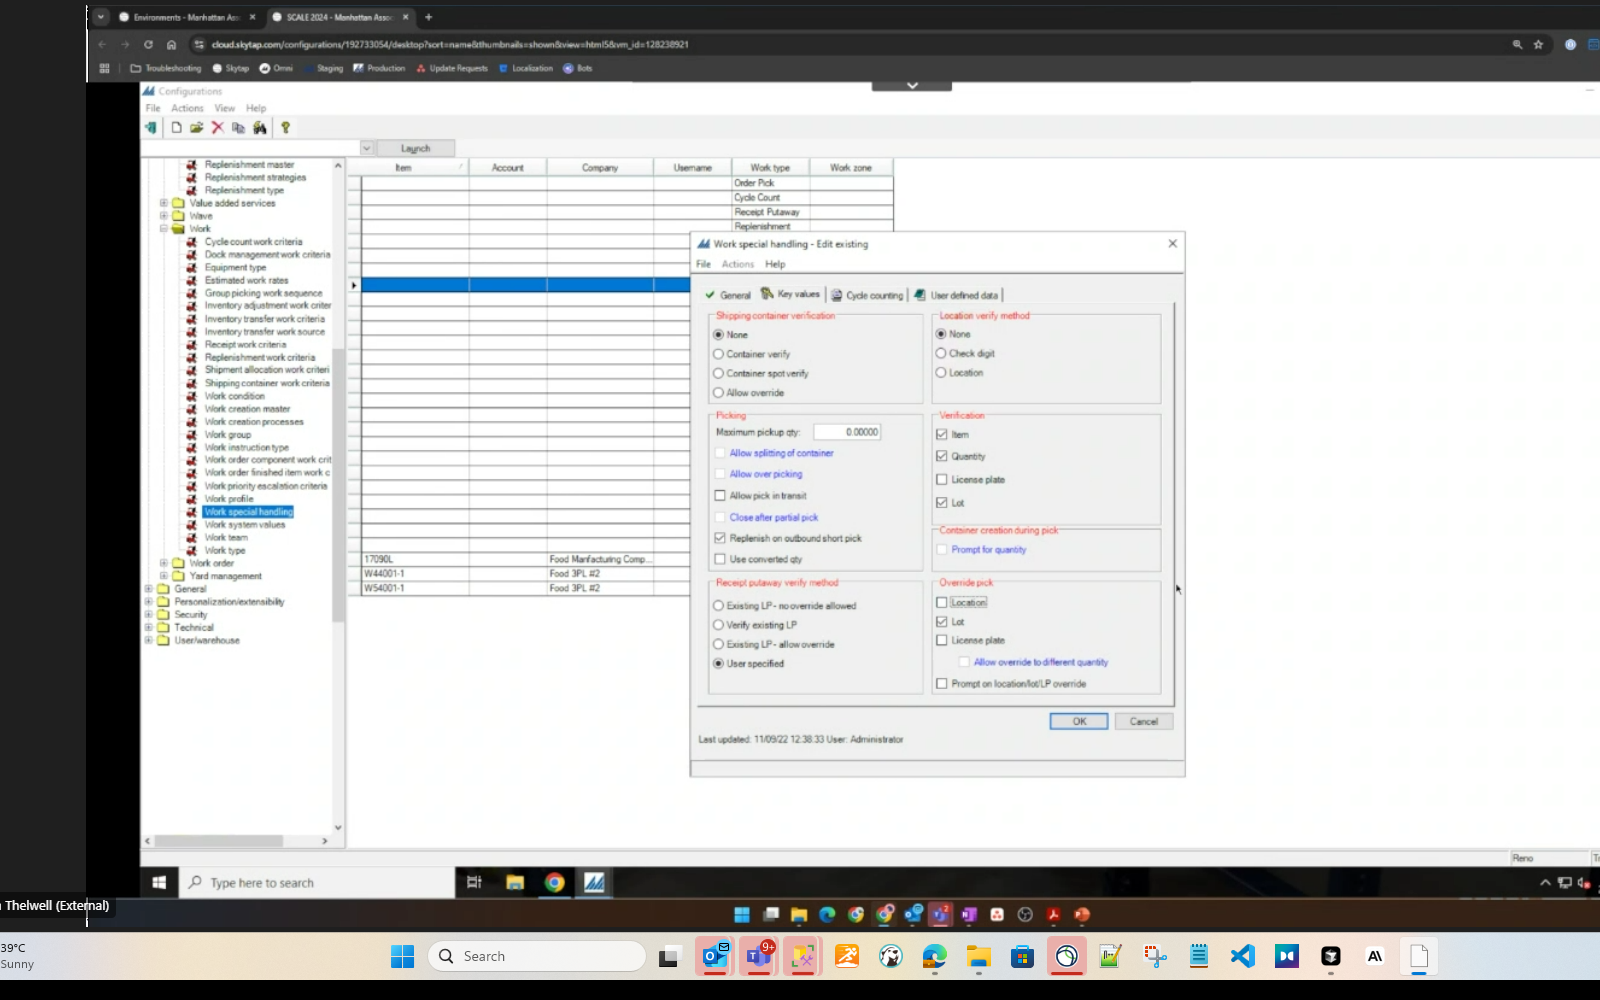 Environments - Manhattan Asso
SCALE 2024 - Manhattan Asso
cloud.skytap.com/configurations/192733054/desktop?sort=name&thumbnails=shown&view=html5&vm_id=128238921
Troubleshooting Skytap Omni Staging Production Update Requests Localization Bots
Configurations
File Actions View Help
Launch
Item Account Company Username Work type Work zone
Order Pick
Cycle Count
Receipt Putaway
Replenishment
17090L Food Manfacturing Comp...
W44001-1 Food 3PL #2
W54001-1 Food 3PL #2
Replenishment master
Replenishment strategies
Replenishment type
Value added services
Wave
Work
Cycle count work criteria
Dock management work criteria
Equipment type
Estimated work rates
Group picking work sequence
Inventory adjustment work criter
Inventory transfer work criteria
Inventory transfer work source
Receipt work criteria
Replenishment work criteria
Shipment allocation work criteri
Shipping container work criteria
Work condition
Work creation master
Work creation processes
Work group
Work instruction type
Work order component work crit
Work order finished item work c
Work priority escalation criteria
Work profile
Work special handling
Work system values
Work team
Work type
Work order
Yard management
General
Personalization/extensibility
Security
Technical
User/warehouse
Work special handling - Edit existing
File Actions Help
General Key values Cycle counting User defined data
Shipping container verification
None
Container verify
Container spot verify
Allow override
Picking
Maximum pickup qty: 0.00000
Allow splitting of container
Allow over picking
Allow pick in transit
Close after partial pick
Replenish on outbound short pick
Use converted qty
Receipt putaway verify method
Existing LP - no override allowed
Verify existing LP
Existing LP - allow override
User specified
Location verify method
None
Check digit
Location
Verification
Item
Quantity
License plate
Lot
Container creation during pick
Prompt for quantity
Override pick
Location
Lot
License plate
Allow override to different quantity
Prompt on location/lot/LP override
OK Cancel
Last updated: 11/09/22 12:38:33 User: Administrator
Reno
Type here to search
Thelwell (External)
39°C
Sunny
Search
9+